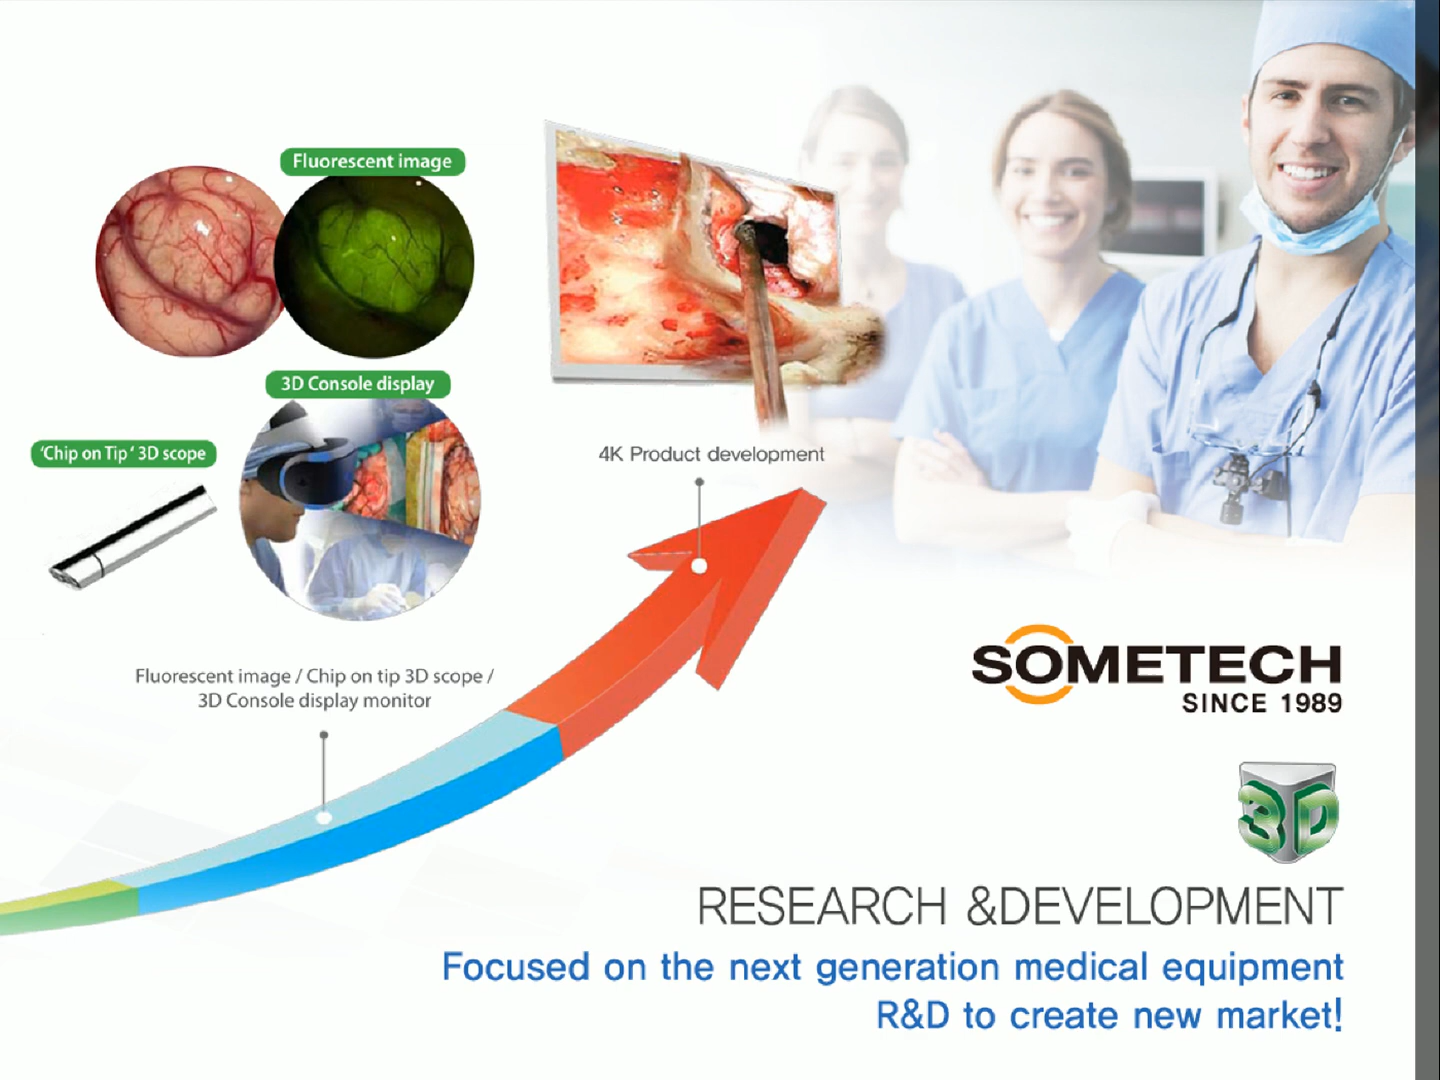 Fluorescent image
3D Console display
'Chip on Tip' 3D scope
4K Product development
Fluorescent image / Chip on tip 3D scope /
3D Console display monitor
SOMETECH
SINCE 1989
3D
RESEARCH &DEVELOPMENT
Focused on the next generation medical equipment
R&D to create new market!